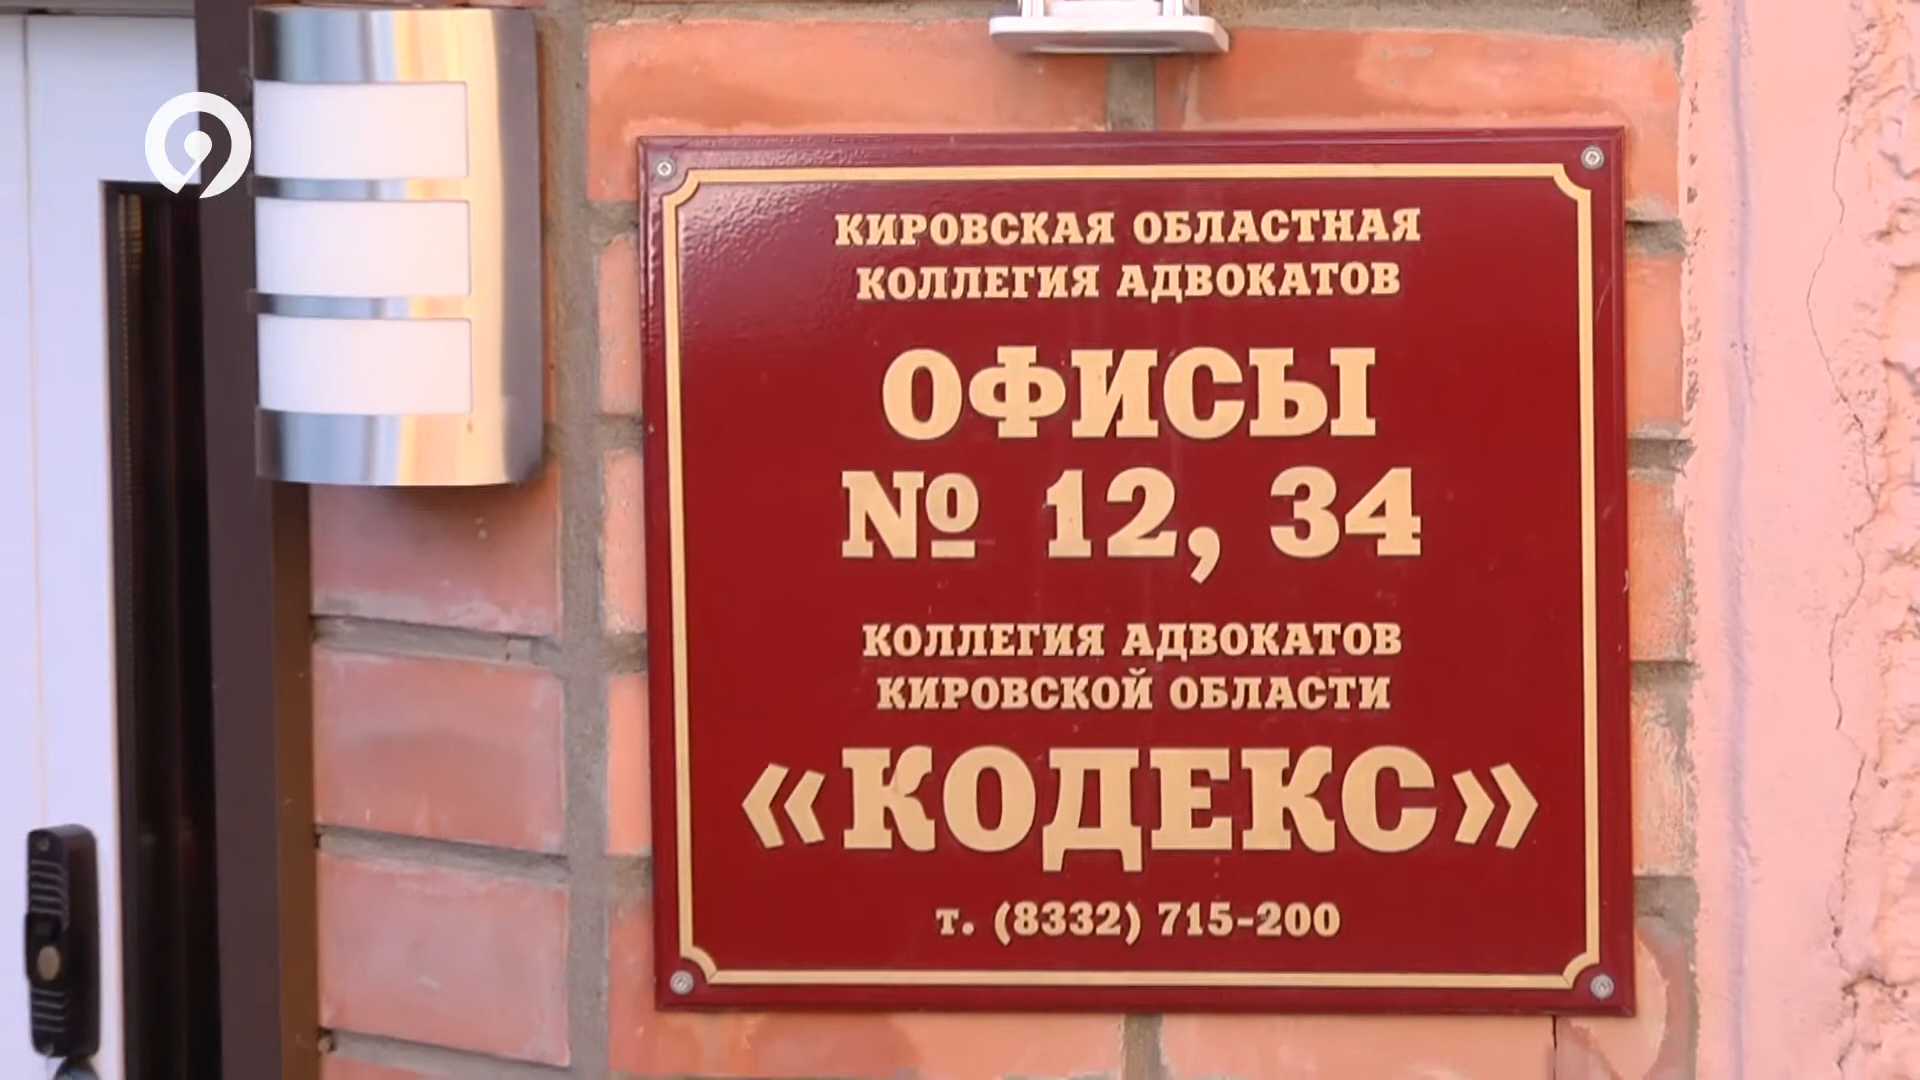 КИРОВСКАЯ ОБЛАСТНАЯ
КОЛЛЕГИЯ АДВОКАТОВ
ОФИСЫ
№ 12, 34
КОЛЛЕГИЯ АДВОКАТОВ
КИРОВСКОЙ ОБЛАСТИ
«КОДЕКС»
т. (8332) 715-200